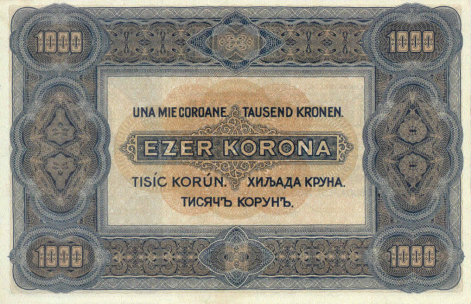 1000 1000
UNA MIE COROANE TAUSEND KRONEN.
EZER KORONA
TISÍC KORÚN. ХИЉАДА КРУНА.
ТИСЯЧЪ КОРУНЪ.
1000 1000